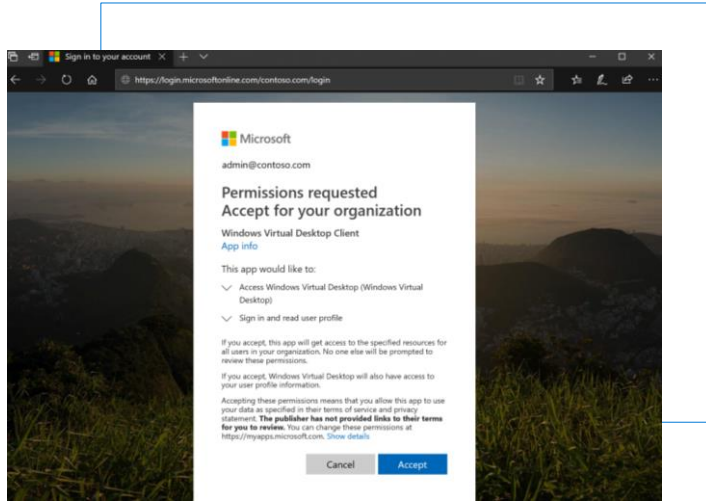 Sign in to your account
https://login.microsoftonline.com/contoso.com/login
Microsoft
admin@contoso.com
Permissions requested
Accept for your organization
Windows Virtual Desktop Client
App info
This app would like to:
Access Windows Virtual Desktop (Windows Virtual
Desktop)
Sign in and read user profile
If you accept, this app will get access to the specified resources for
all users in your organization. No one else will be prompted to
review these permissions.
If you accept, Windows Virtual Desktop will also have access to
your user profile information.
Accepting these permissions means that you allow this app to use
your data as specified in their terms of service and privacy
statement. The publisher has not provided links to their terms
for you to review. You can change these permissions at
https://myapps.microsoft.com. Show details
Cancel Accept